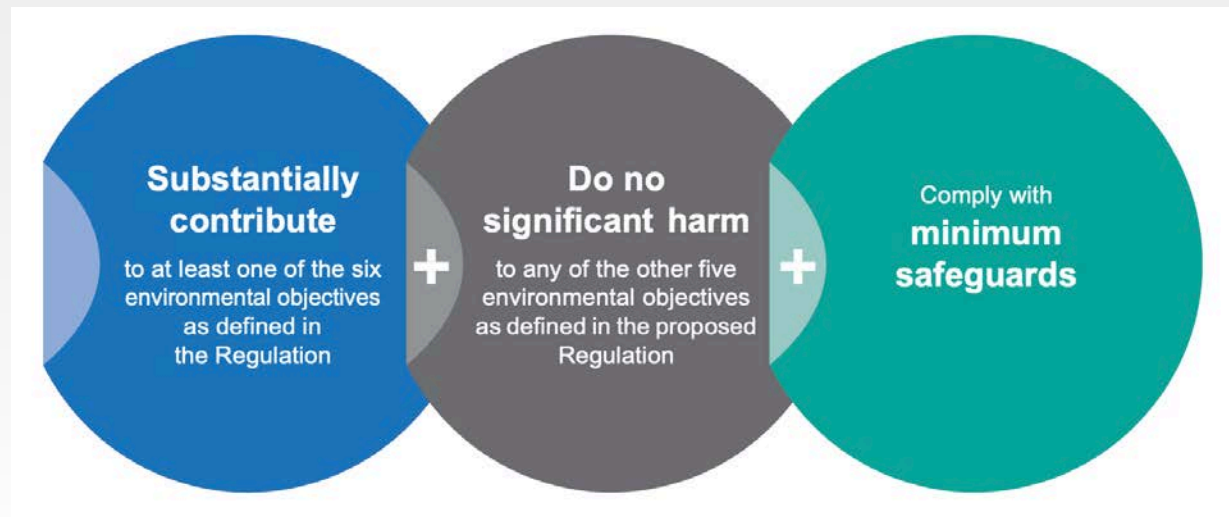 Substantially
contribute
to at least one of the six
environmental objectives
as defined in
the Regulation
+
Do no
significant harm
to any of the other five
environmental objectives
as defined in the proposed
Regulation
+
Comply with
minimum
safeguards